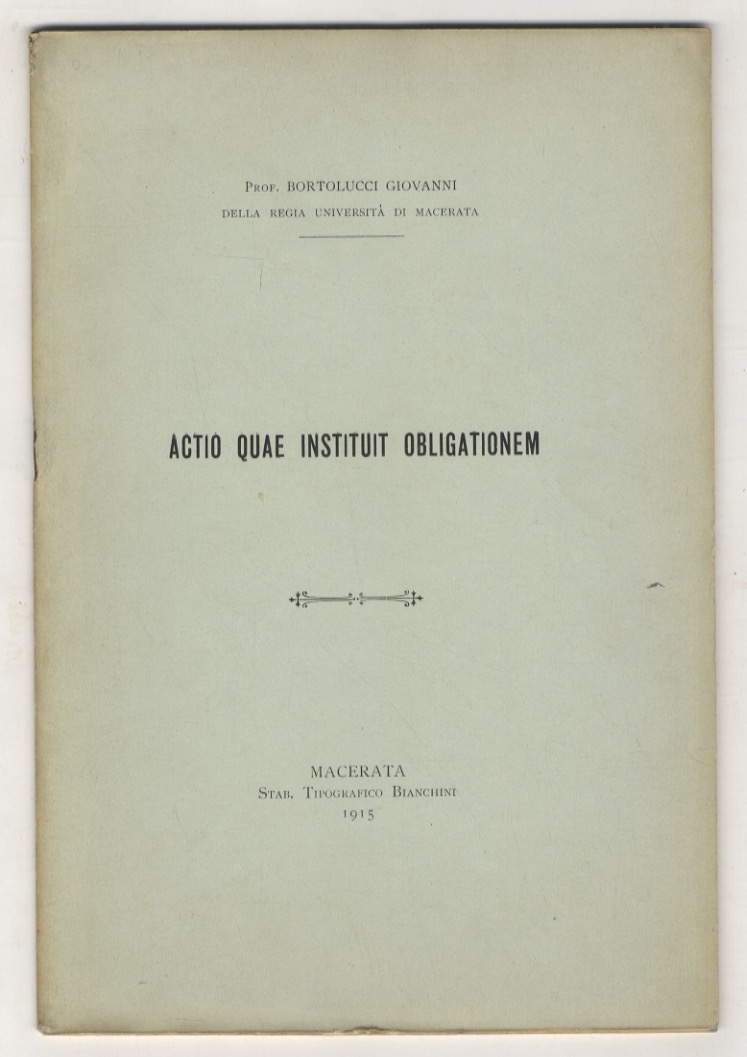 Prof. BORTOLUCCI GIOVANNI
DELLA REGIA UNIVERSITÀ DI MACERATA
ACTIO QUAE INSTITUIT OBLIGATIONEM
MACERATA
Stab. Tipografico Bianchini
1915